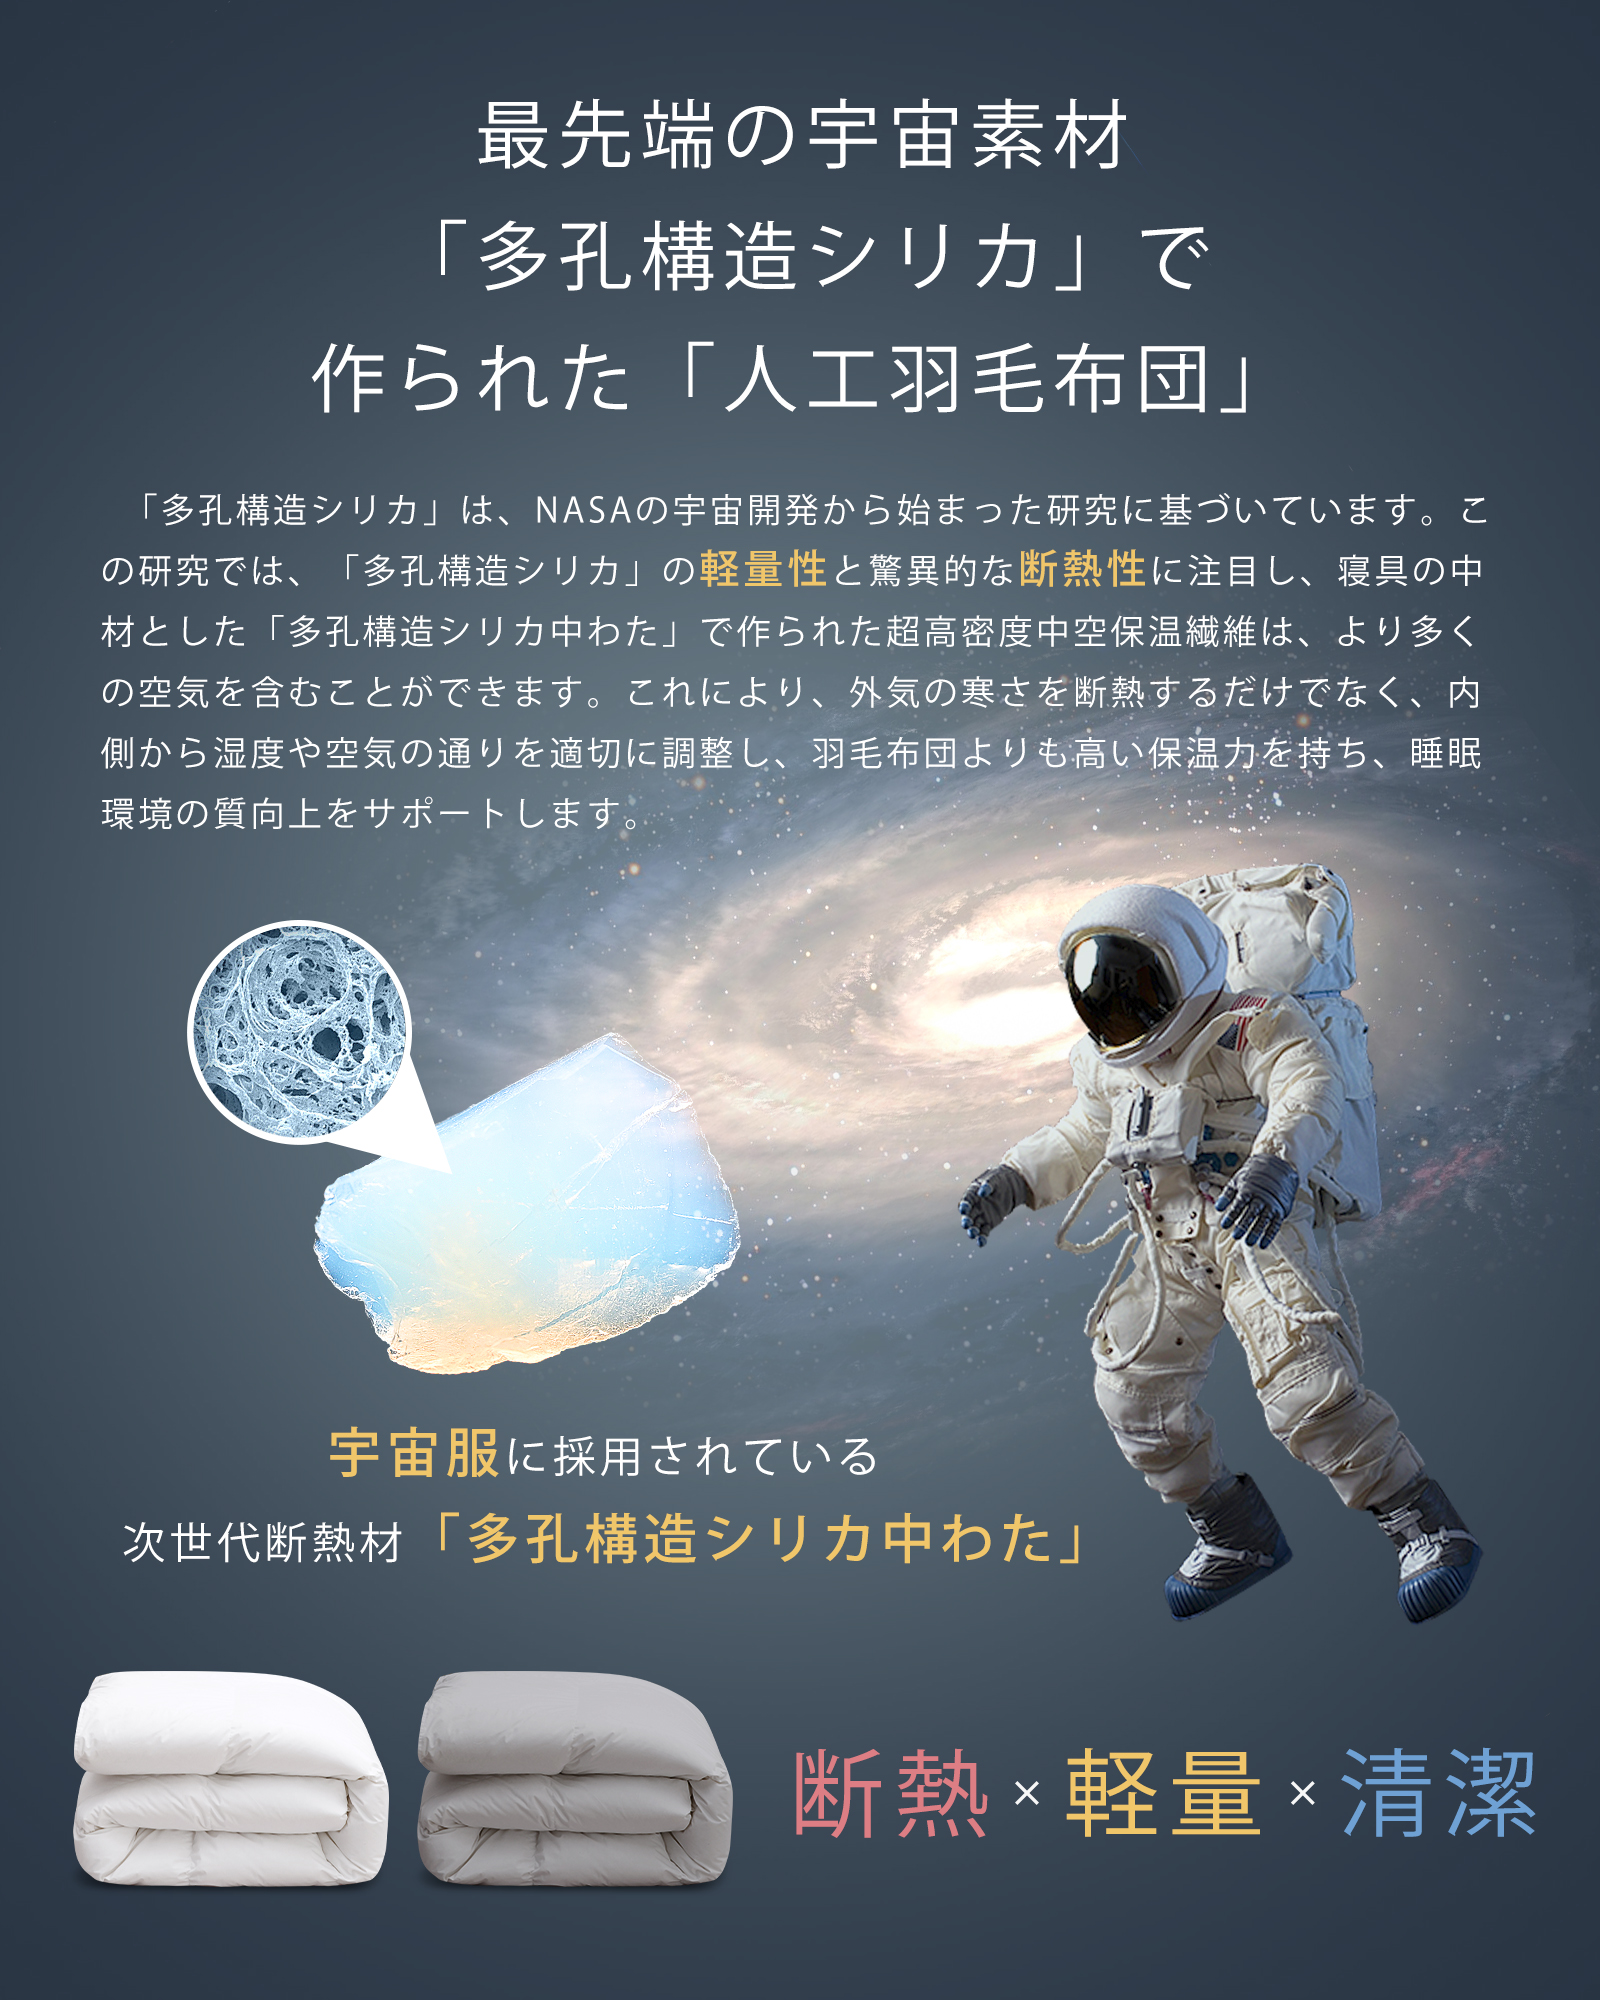 最先端の宇宙素材
「多孔構造シリカ」で
作られた「人工羽毛布団」
「多孔構造シリカ」は、NASAの宇宙開発から始まった研究に基づいています。こ
の研究では、「多孔構造シリカ」の軽量性と驚異的な断熱性に注目し、寝具の中
材とした「多孔構造シリカ中わた」で作られた超高密度中空保温繊維は、より多く
の空気を含むことができます。これにより、外気の寒さを断熱するだけでなく、内
側から湿度や空気の通りを適切に調整し、羽毛布団よりも高い保温力を持ち、睡眠
環境の質向上をサポートします。
宇宙服に採用されている
次世代断熱材「多孔構造シリカ中わた」
断熱×軽量×清潔